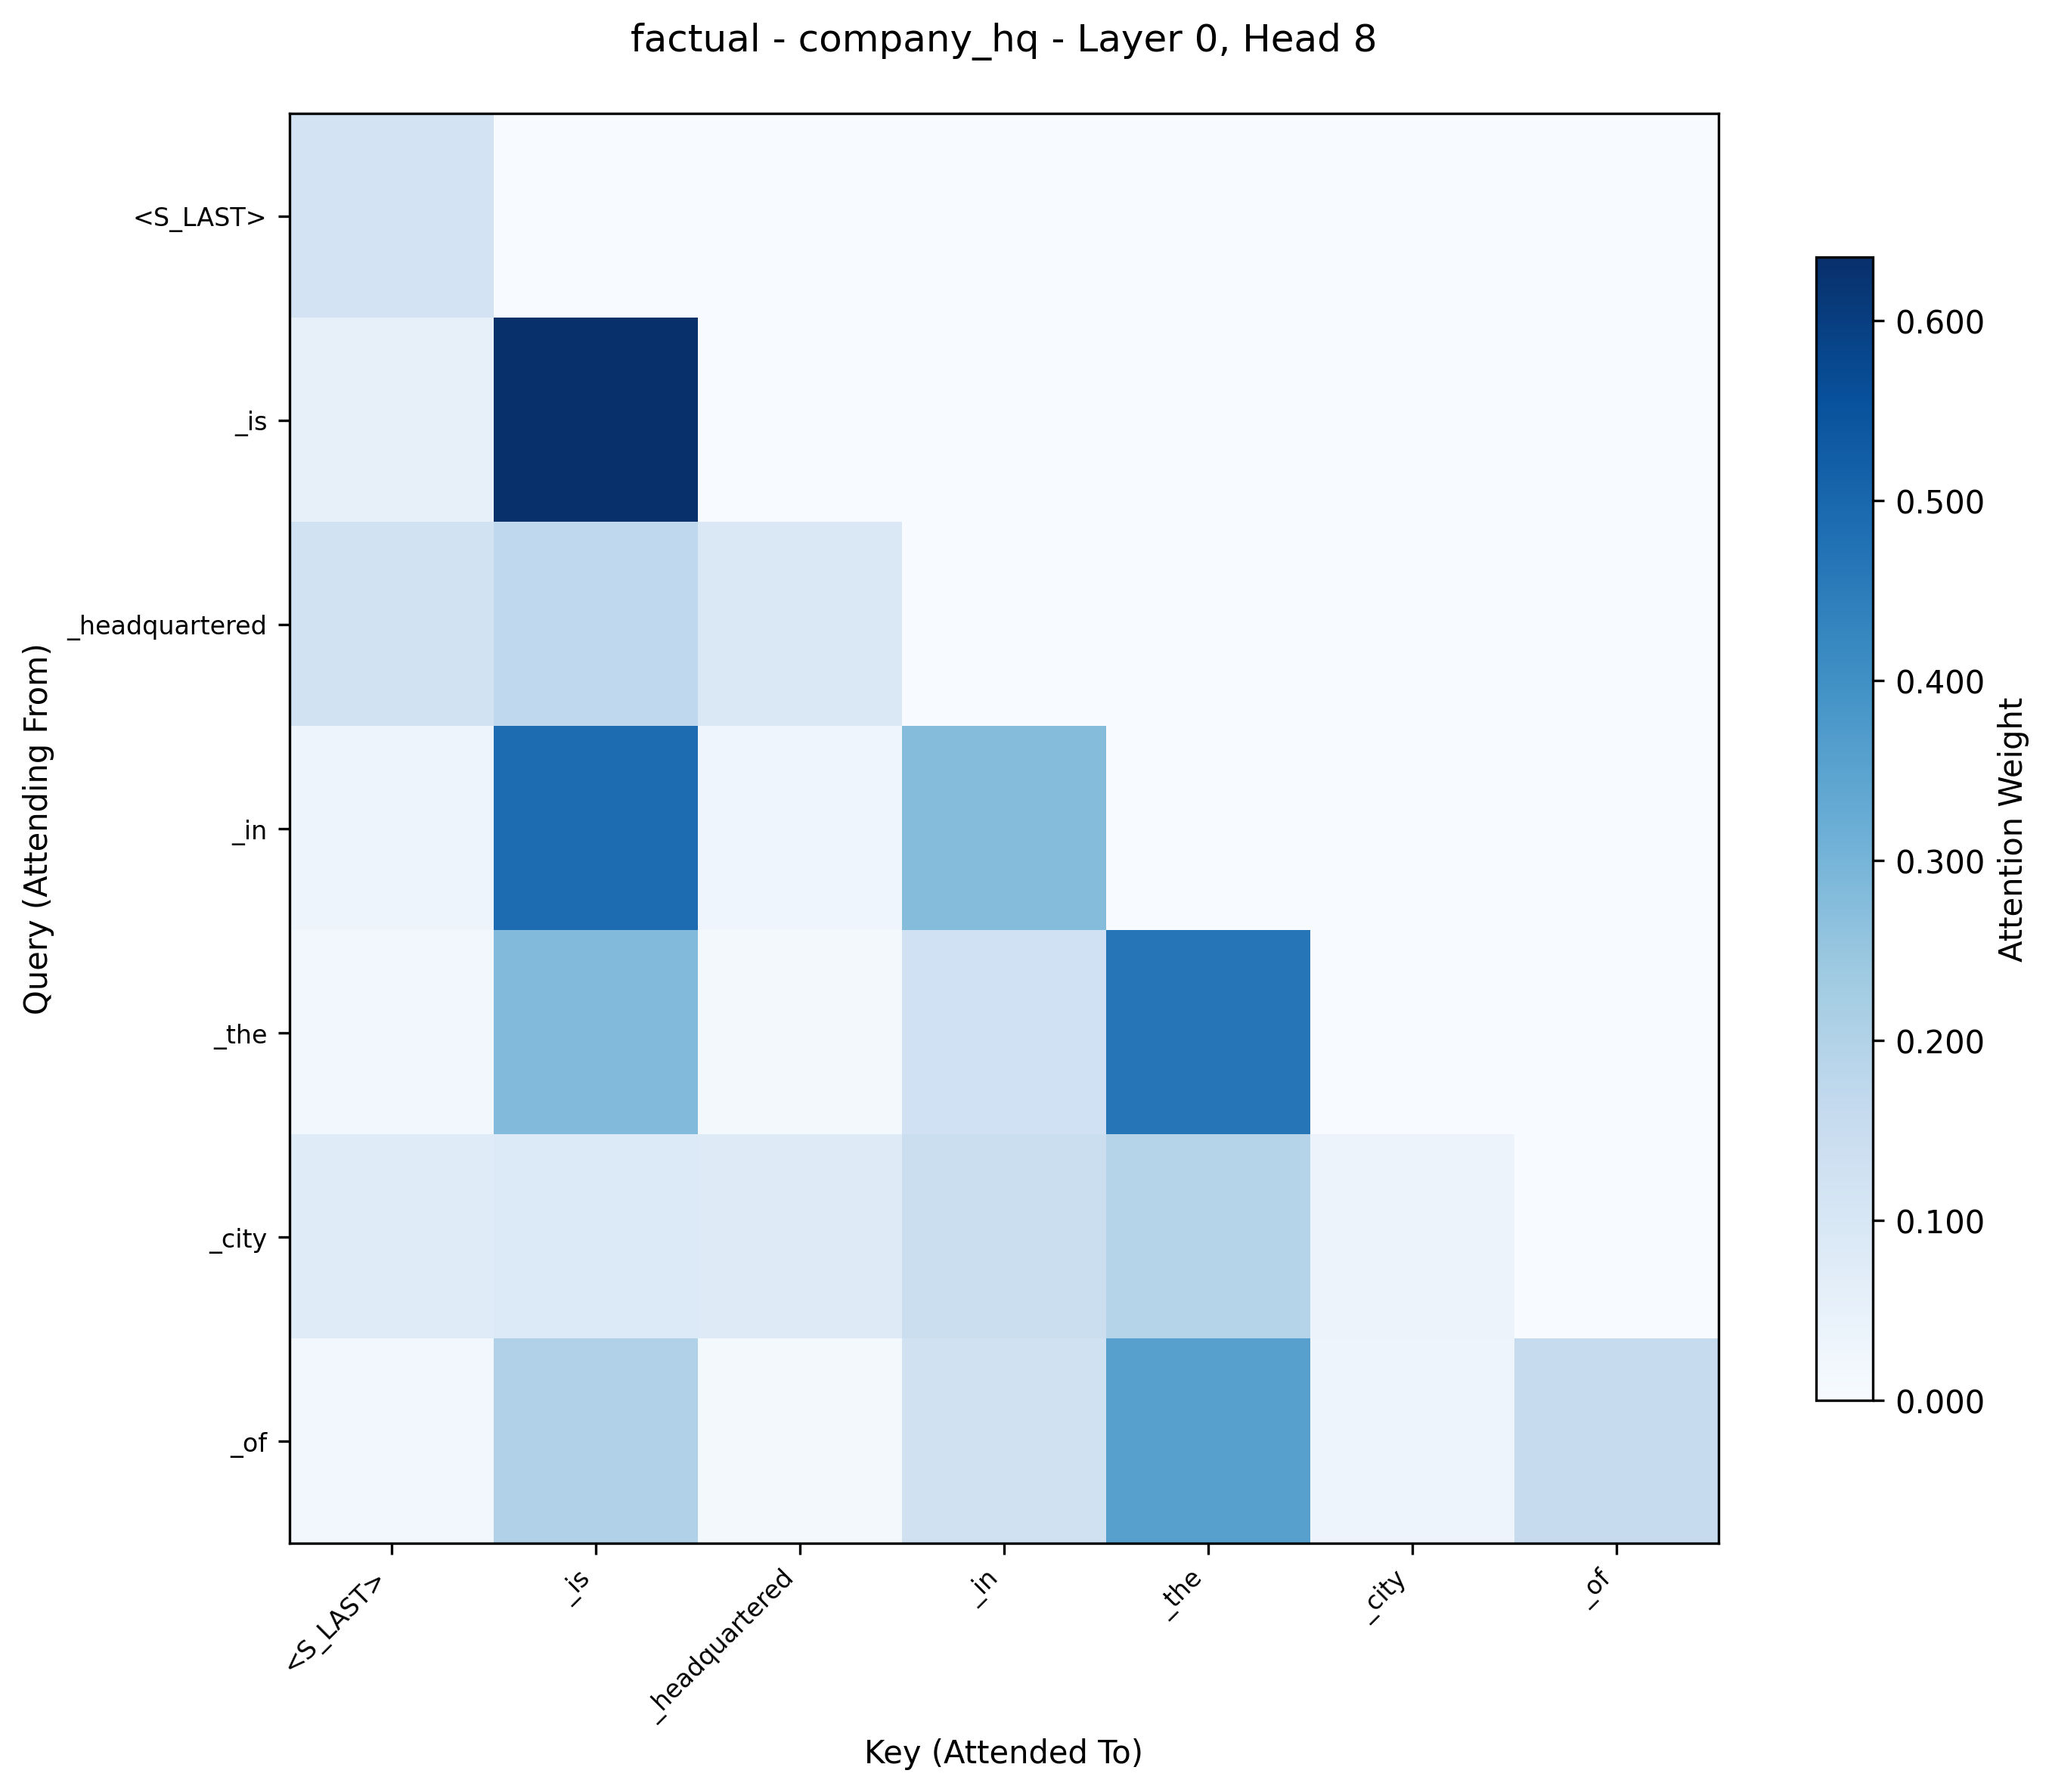 factual - company_hq - Layer 0, Head 8
Query (Attending From)
<S_LAST>
_is
_headquartered
_in
_the
_city
_of
<S_LAST>
_is
_headquartered
_in
_the
_city
_of
Key (Attended To)
0.600
0.500
0.400
0.300
0.200
0.100
0.000
Attention Weight